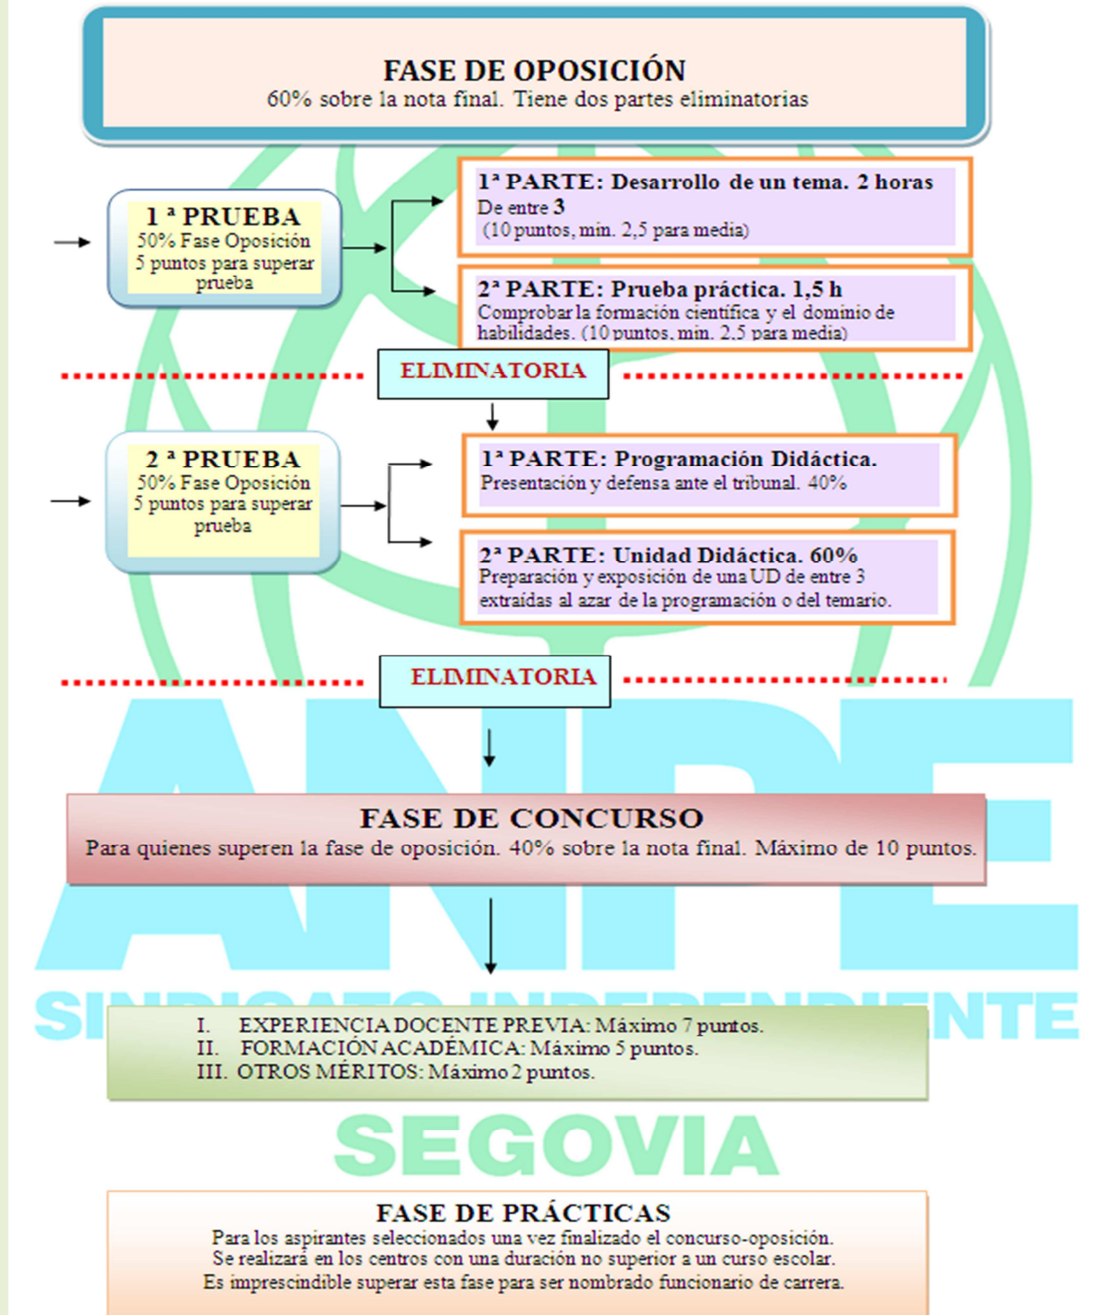 FASE DE OPOSICIÓN
60% sobre la nota final. Tiene dos partes eliminatorias
1ª PRUEBA
50% Fase Oposición
5 puntos para superar
prueba
1ª PARTE: Desarrollo de un tema. 2 horas
De entre 3
(10 puntos, min. 2,5 para media)
2ª PARTE: Prueba práctica. 1,5 h
Comprobar la formación científica y el dominio de
habilidades. (10 puntos, min. 2,5 para media)
ELIMINATORIA
2ª PRUEBA
50% Fase Oposición
5 puntos para superar
prueba
1ª PARTE: Programación Didáctica.
Presentación y defensa ante el tribunal. 40%
2ª PARTE: Unidad Didáctica. 60%
Preparación y exposición de una UD de entre 3
extraídas al azar de la programación o del temario.
ELIMINATORIA
ANPE
FASE DE CONCURSO
Para quienes superen la fase de oposición. 40% sobre la nota final. Máximo de 10 puntos.
SINDICATO INDEPENDIENTE
I. EXPERIENCIA DOCENTE PREVIA: Máximo 7 puntos.
II. FORMACIÓN ACADÉMICA: Máximo 5 puntos.
III. OTROS MÉRITOS: Máximo 2 puntos.
SEGOVIA
FASE DE PRÁCTICAS
Para los aspirantes seleccionados una vez finalizado el concurso-oposición.
Se realizará en los centros con una duración no superior a un curso escolar.
Es imprescindible superar esta fase para ser nombrado funcionario de carrera.